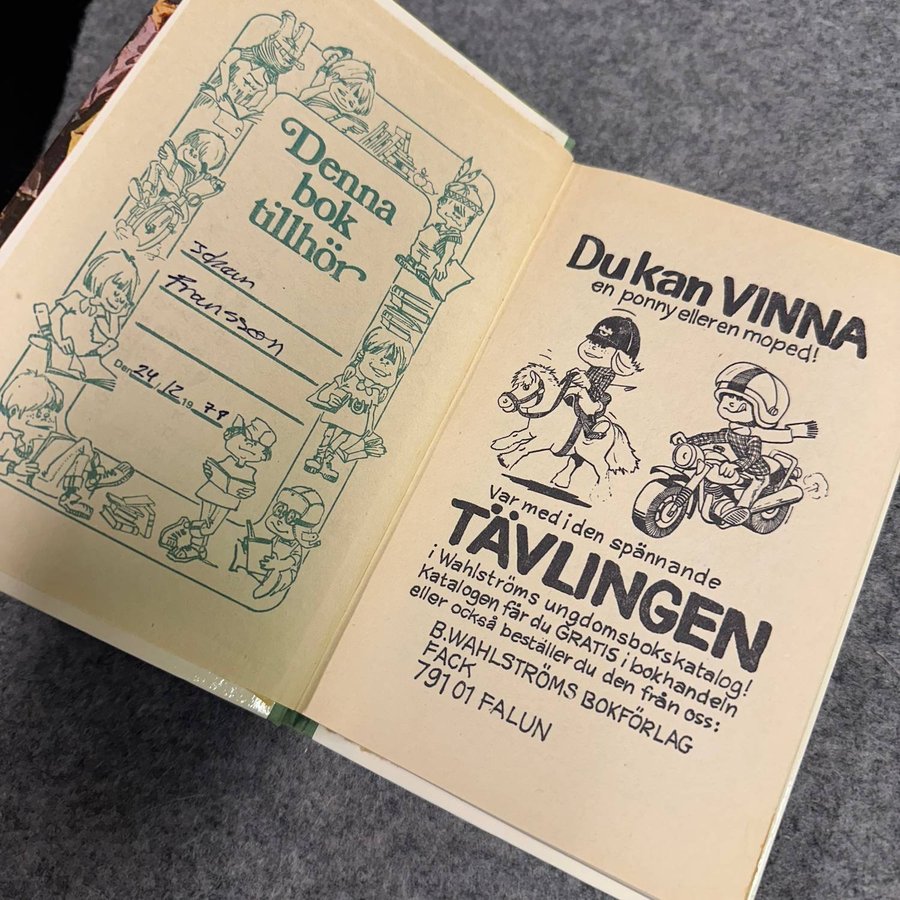 Denna
bok
tillhör
Johan
Fransson
Den 24.12 19 79
Du kan VINNA
en ponny eller en moped!
Var med i den spännande
TÄVLINGEN
i Wahlströms ungdomsbokskatalog!
Katalogen får du GRATIS i bokhandeln
eller också beställer du den från oss:
B.WAHLSTRÖMS BOKFÖRLAG
FACK
791 01 FALUN